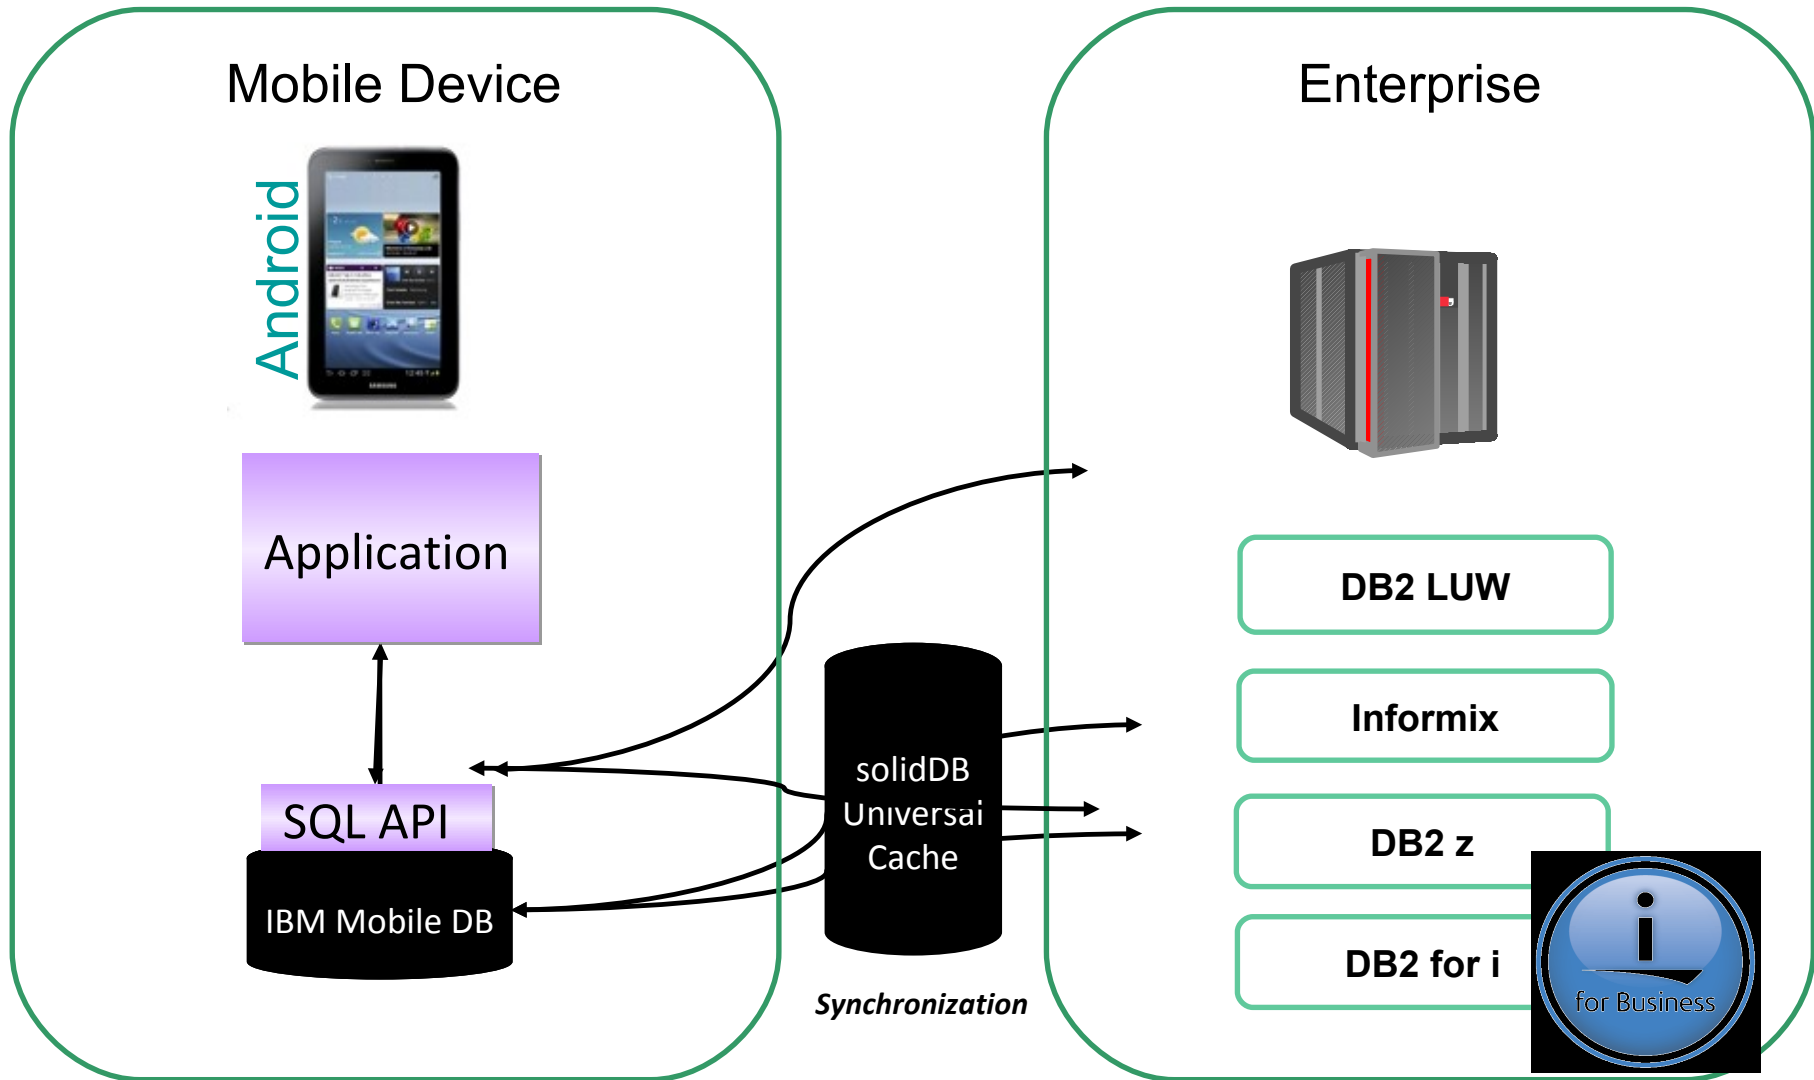 Mobile Device
Enterprise
Android
SAMSUNG
Application
DB2 LUW
Informix
solidDB
Universal
Cache
SQL API
DB2 z
IBM Mobile DB
DB2 for i
i
for Business
Synchronization